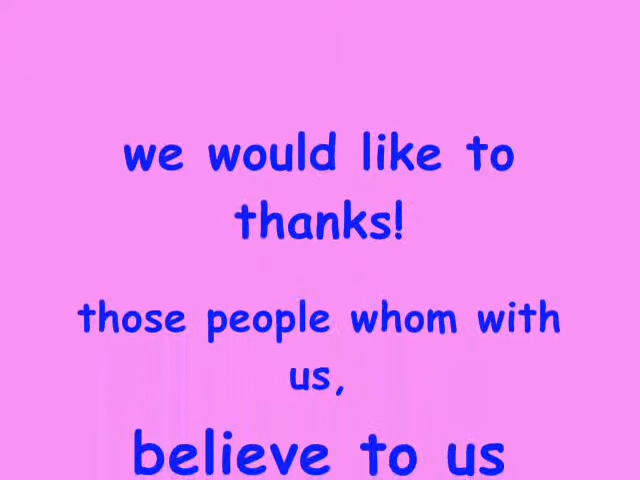 we would like to
thanks!
those people whom with
us,
believe to us